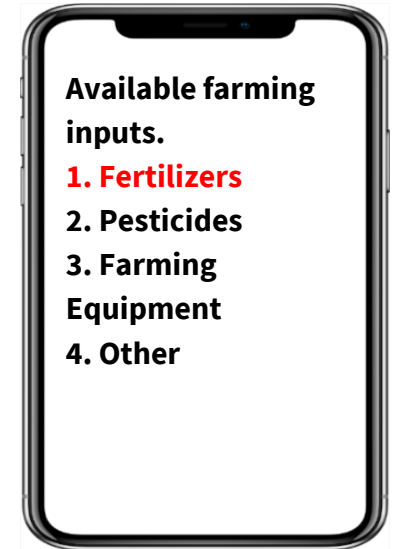 Available farming
inputs.
1. Fertilizers
2. Pesticides
3. Farming
Equipment
4. Other